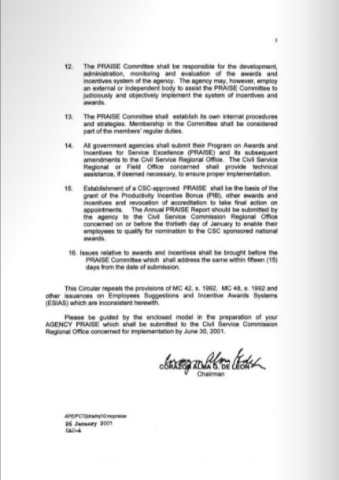 3
12. The PRAISE Committee shall be responsible for the development,
administration, monitoring and evaluation of the awards and
incentives system of the agency. The agency may, however, employ
an external or independent body to assist the PRAISE Committee to
judiciously and objectively implement the system of incentives and
awards.
13. The PRAISE Committee shall establish its own internal procedures
and strategies. Membership in the Committee shall be considered
part of the members' regular duties.
14. All government agencies shall submit their Program on Awards and
Incentives for Service Excellence (PRAISE) and its subsequent
amendments to the Civil Service Regional Office. The Civil Service
Regional or Field Office concerned shall provide technical
assistance, if deemed necessary, to ensure proper implementation.
15. Establishment of a CSC-approved PRAISE shall be the basis of the
grant of the Productivity Incentive Bonus (PIB), other awards and
incentives and revocation of accreditation to take final action on
appointments. The Annual PRAISE Report should be submitted by
the agency to the Civil Service Commission Regional Office
concerned on or before the thirtieth day of January to enable their
employees to qualify for nomination to the CSC sponsored national
awards.
16. Issues relative to awards and incentives shall be brought before the
PRAISE Committee which shall address the same within fifteen (15)
days from the date of submission.
This Circular repeals the provisions of MC 42, s. 1992, MC 48, s. 1992 and
other issuances on Employees Suggestions and Incentive Awards Systems
(ESIAS) which are inconsistent herewith.
Please be guided by the enclosed model in the preparation of your
AGENCY PRAISE which shall be submitted to the Civil Service Commission
Regional Office concerned for implementation by June 30, 2001.
CORAZON ALMA G. DE LEON
Chairman
26 January 2001